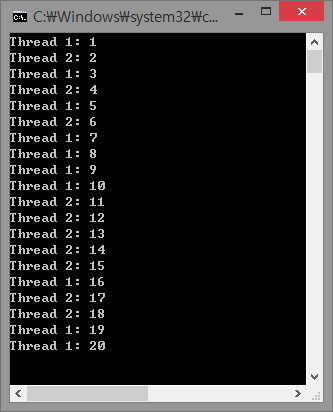 C:\Windows₩system32₩c...
Thread 1: 1
Thread 2: 2
Thread 1: 3
Thread 2: 4
Thread 1: 5
Thread 2: 6
Thread 1: 7
Thread 1: 8
Thread 1: 9
Thread 1: 10
Thread 2: 11
Thread 2: 12
Thread 2: 13
Thread 2: 14
Thread 2: 15
Thread 1: 16
Thread 2: 17
Thread 2: 18
Thread 1: 19
Thread 1: 20